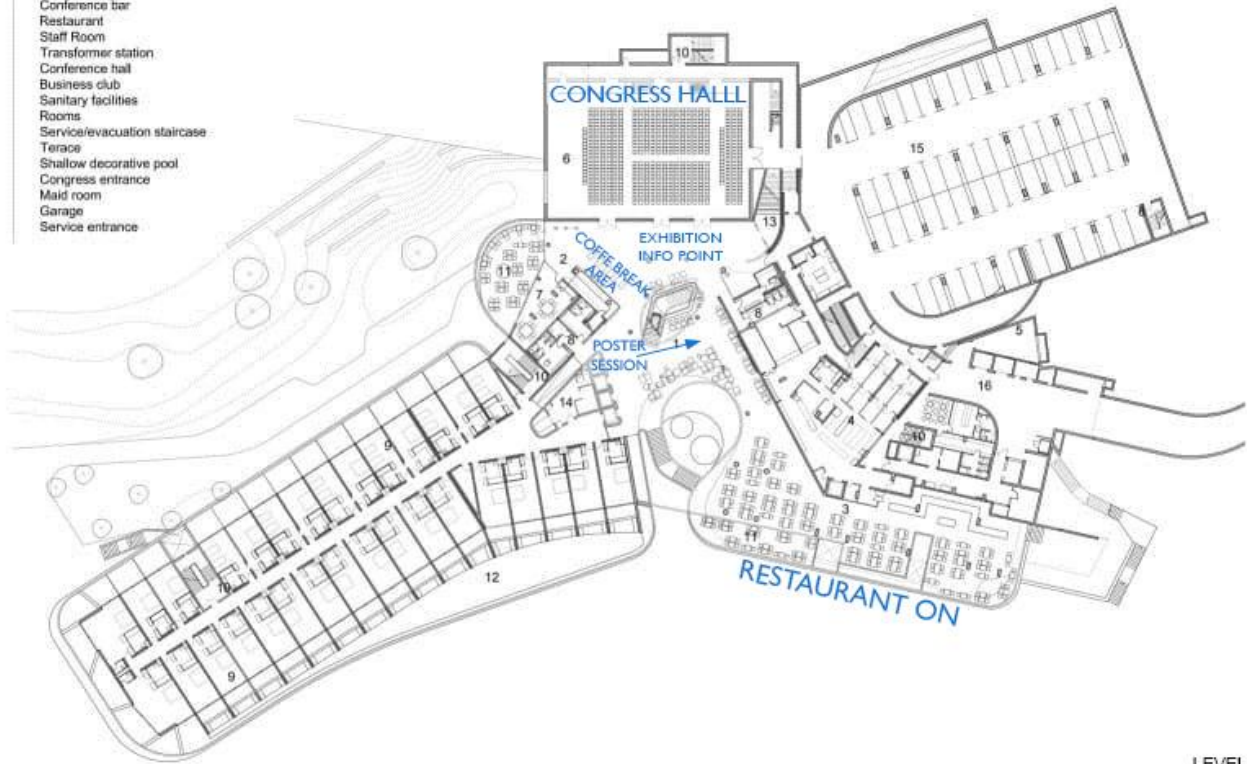 Conference bar
Restaurant
Staff Room
Transformer station
Conference hall
Business club
Sanitary facilities
Rooms
Service/evacuation staircase
Terace
Shallow decorative pool
Congress entrance
Maid room
Garage
Service entrance
10
CONGRESS HALLL
15
6
13
EXHIBITION
INFO POINT
COFFE BREAK
AREA
2
11
7
8
8
5
1
POSTER
SESSION
10
16
14
4
10
9
3
11
12
RESTAURANT ON
10
9
LEVEL